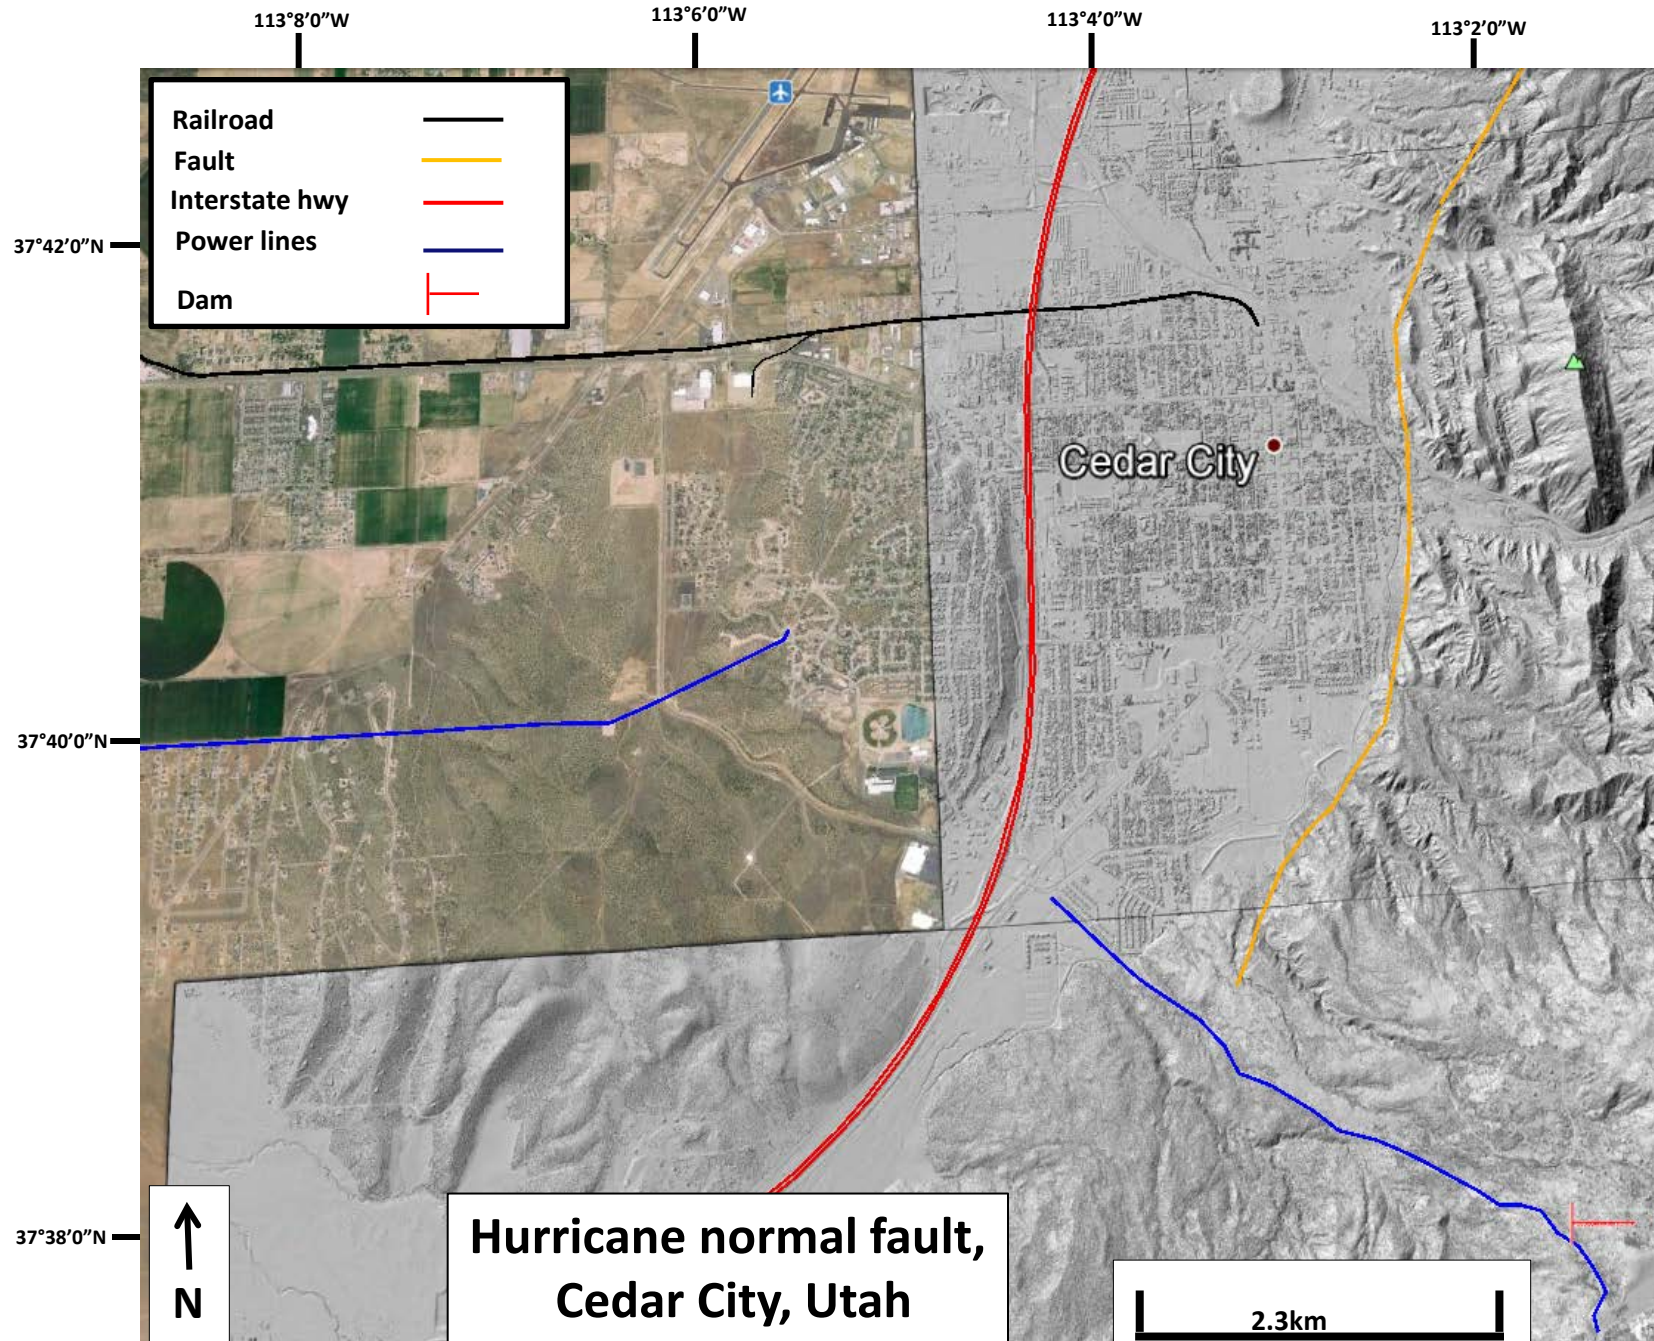 113°8'0"W
113°6'0"W
113°4'0"W
113°2'0"W
Railroad
Fault
Interstate hwy
Power lines
Dam
37°42'0"N
Cedar City
37°40'0"N
37°38'0"N
N
Hurricane normal fault,
Cedar City, Utah
2.3km